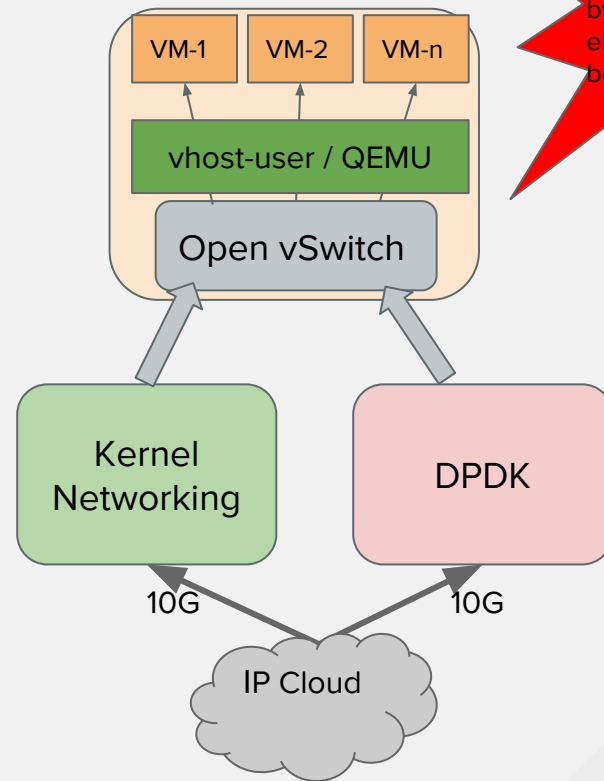 VM-1 VM-2 VM-n
vhost-user / QEMU
Open vSwitch
Kernel
Networking
DPDK
10G 10G
IP Cloud